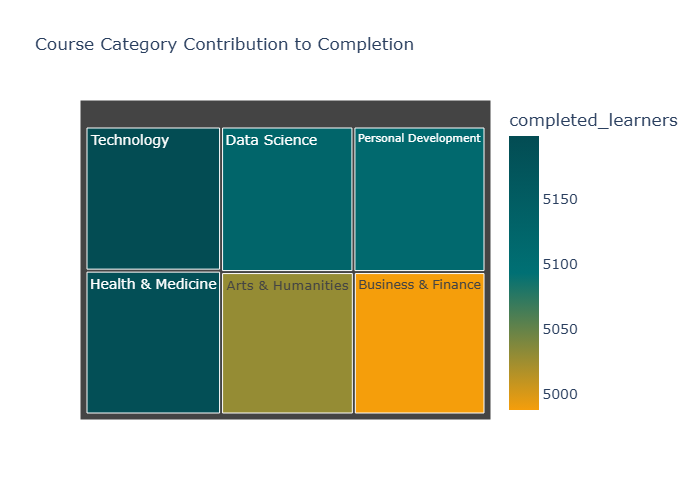 Course Category Contribution to Completion
completed_learners
Technology
Data Science
Personal Development
Health & Medicine
Arts & Humanities
Business & Finance
5150
5100
5050
5000